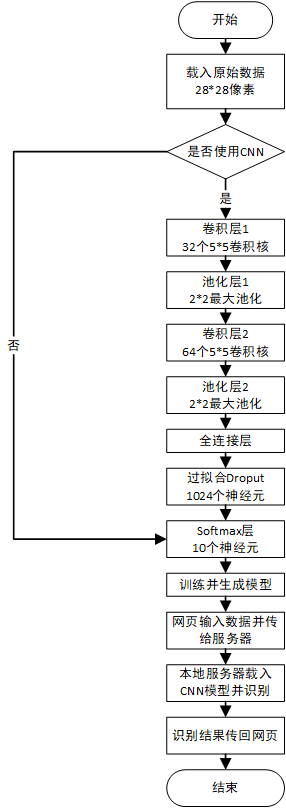 开始
载入原始数据
28*28像素
是否使用CNN
是
卷积层1
32个5*5卷积核
池化层1
2*2最大池化
否
卷积层2
64个5*5卷积核
池化层2
2*2最大池化
全连接层
过拟合Droput
1024个神经元
Softmax层
10个神经元
训练并生成模型
网页输入数据并传
给服务器
本地服务器载入
CNN模型并识别
识别结果传回网页
结束